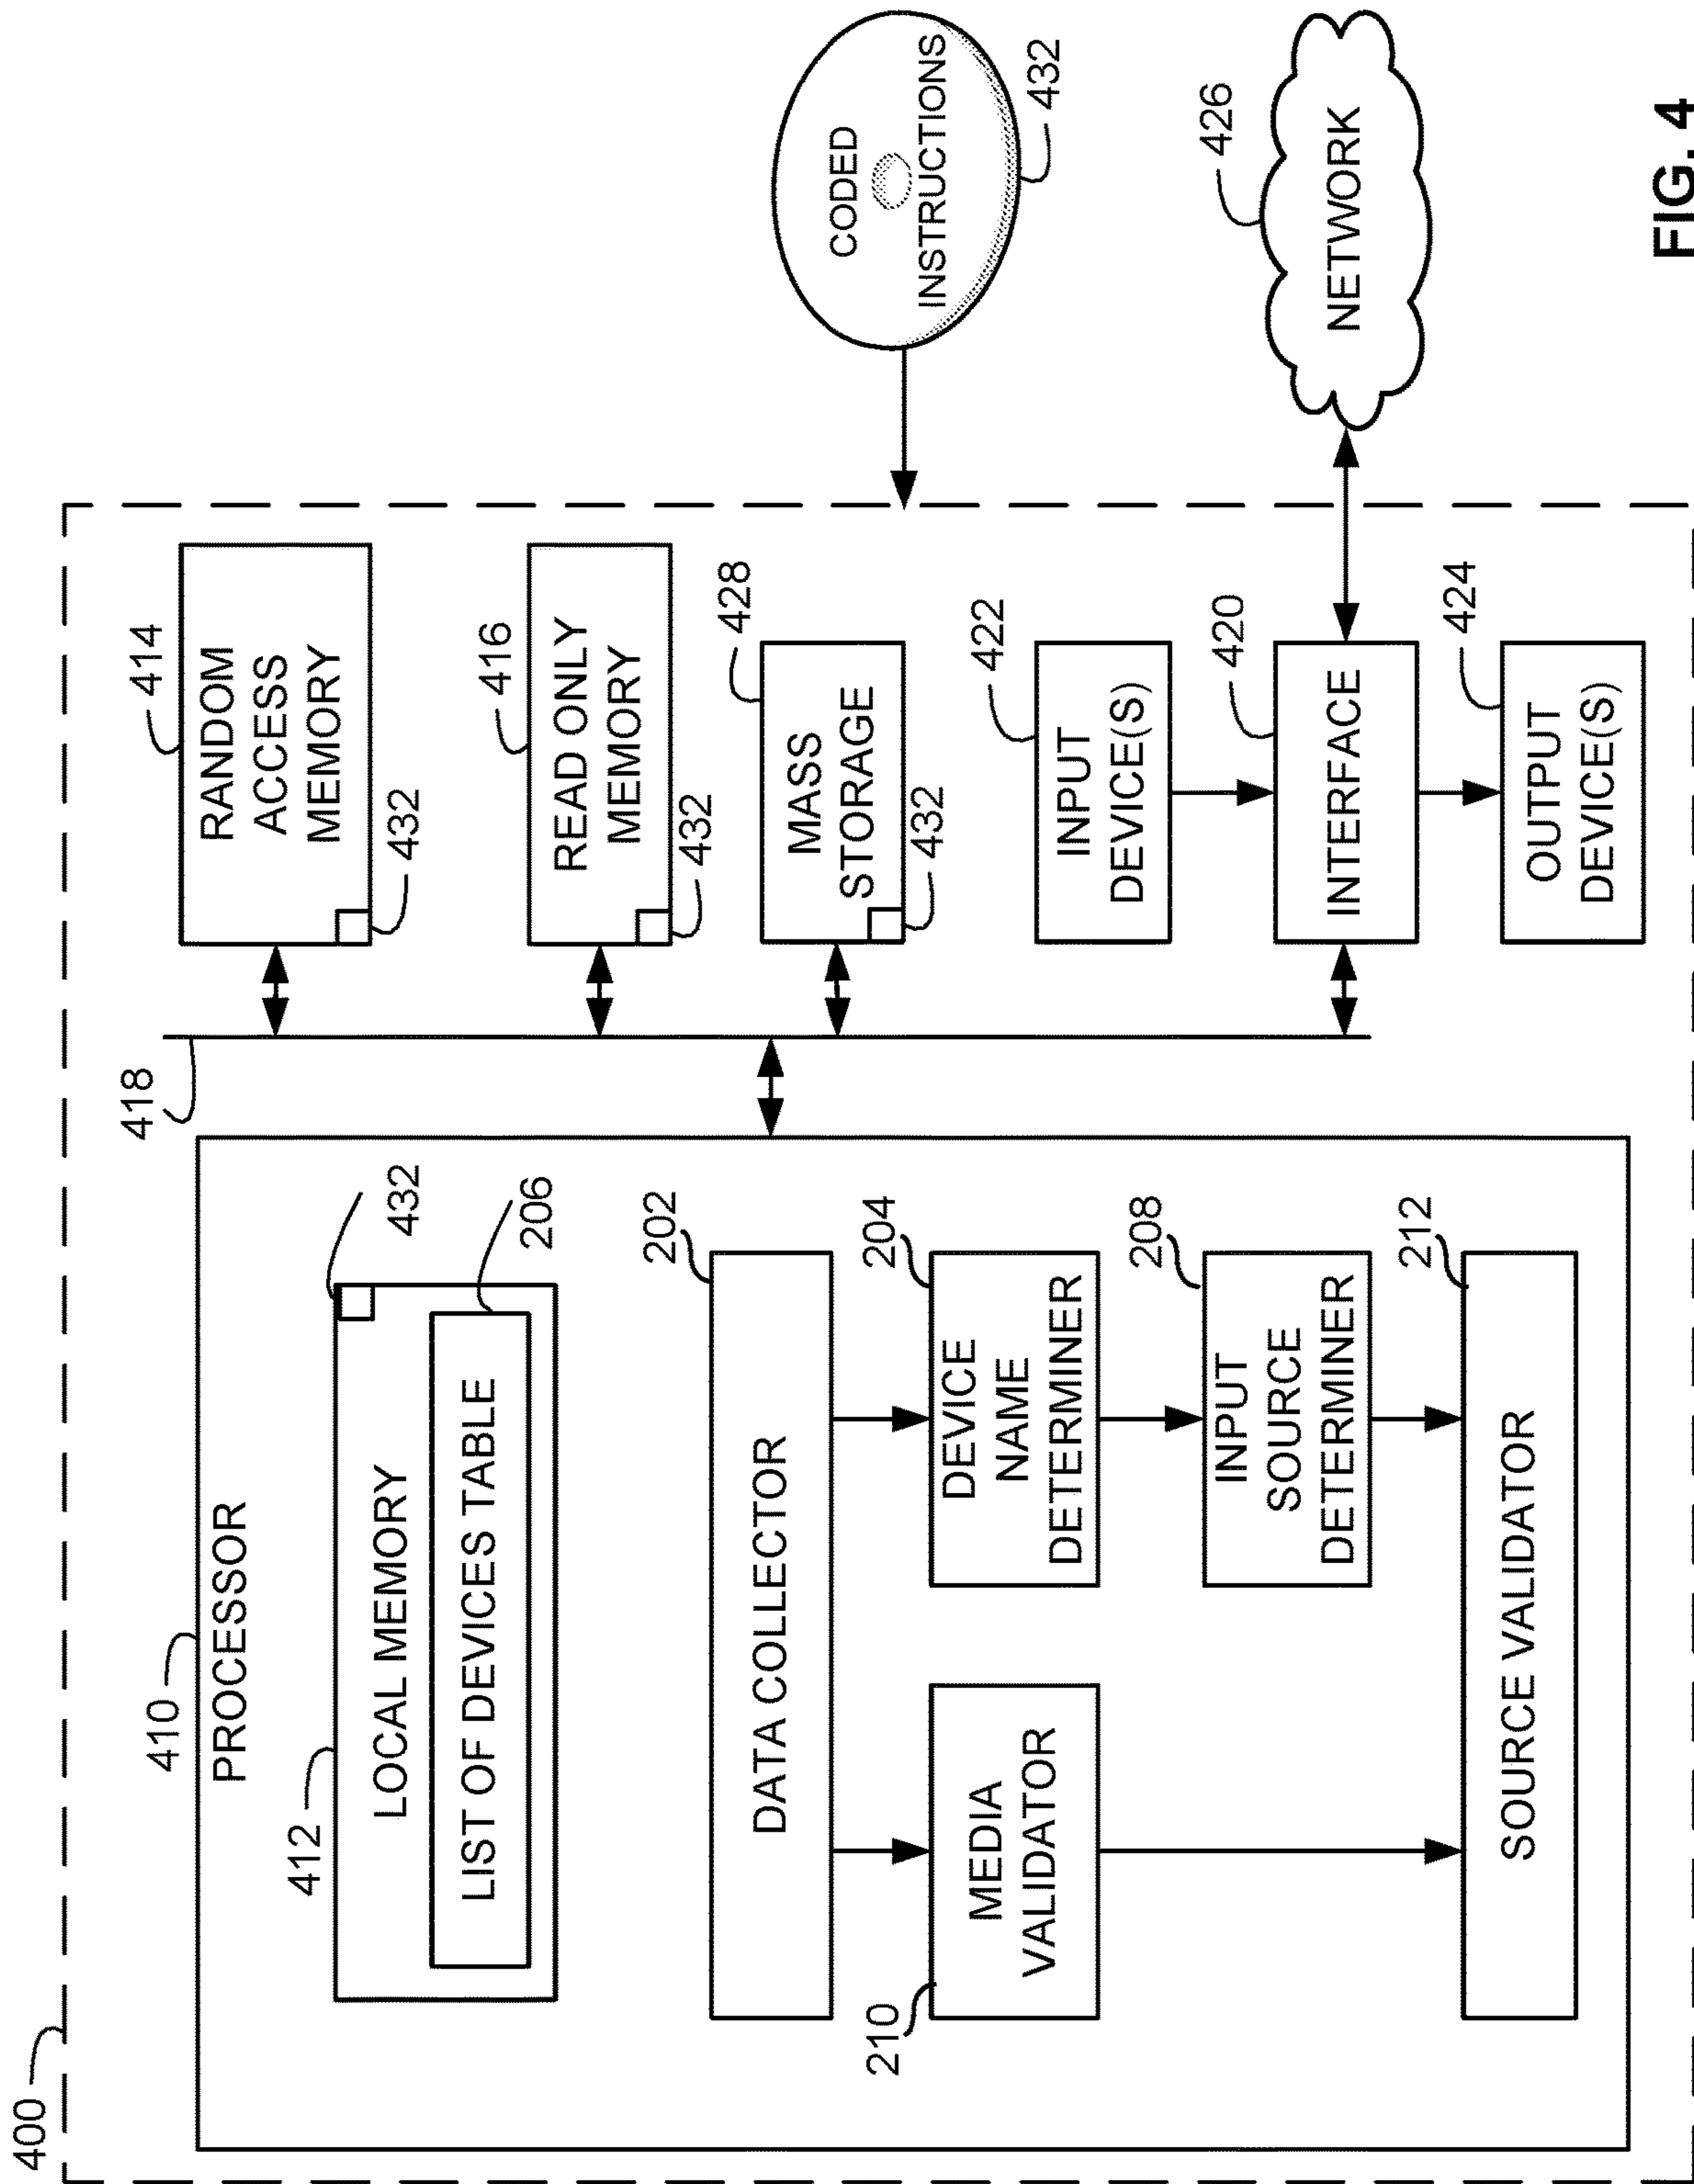 400
410
PROCESSOR
412
LOCAL MEMORY
432
LIST OF DEVICES TABLE
206
202
DATA COLLECTOR
210
MEDIA
VALIDATOR
204
DEVICE
NAME
DETERMINER
208
INPUT
SOURCE
DETERMINER
212
SOURCE VALIDATOR
418
414
RANDOM
ACCESS
MEMORY
432
416
READ ONLY
MEMORY
432
428
MASS
STORAGE
432
422
INPUT
DEVICE(S)
420
INTERFACE
424
OUTPUT
DEVICE(S)
CODED
INSTRUCTIONS
432
426
NETWORK
FIG. 4